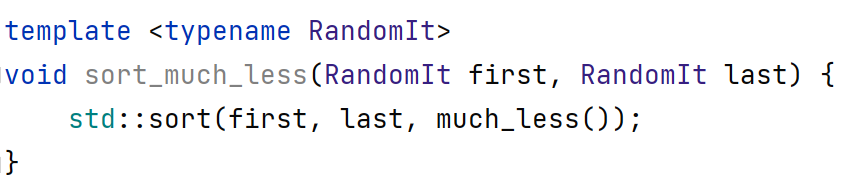 template <typename RandomIt>
void sort_much_less(RandomIt first, RandomIt last) {
    std::sort(first, last, much_less());
}